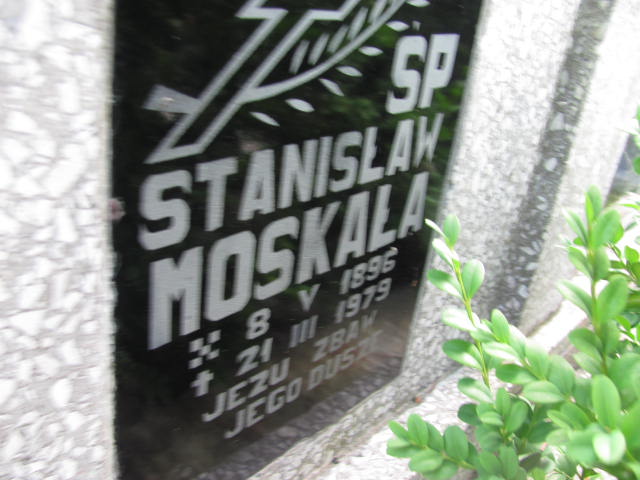 ŚP
STANISŁAW
MOSKAŁA
8 V 1896
21 III 1979
JEZU ZBAW
JEGO DUSZĘ